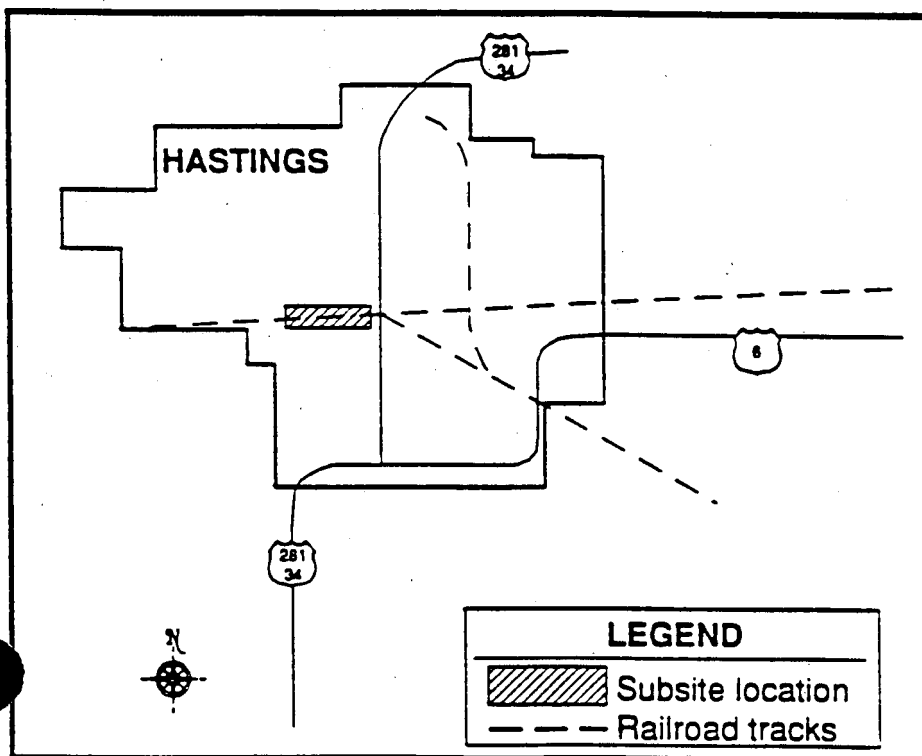 281
34
HASTINGS
6
281
34
N
LEGEND
Subsite location
Railroad tracks